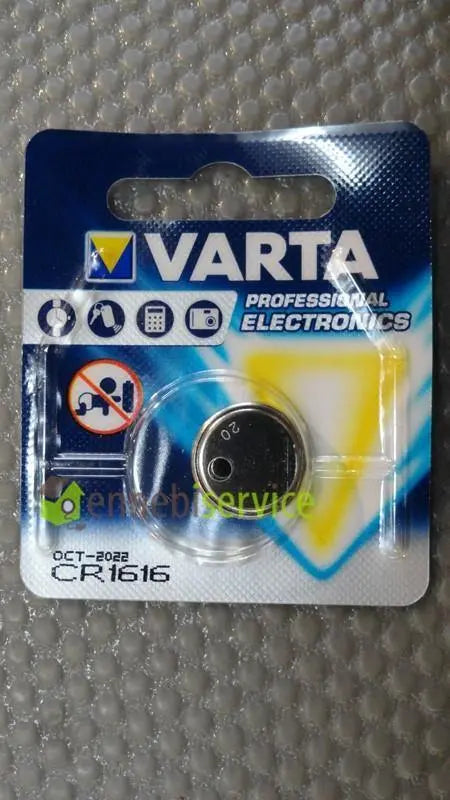 VARTA
PROFESSIONAL
ELECTRONICS
20
ennebiservice
OCT-2022
CR1616